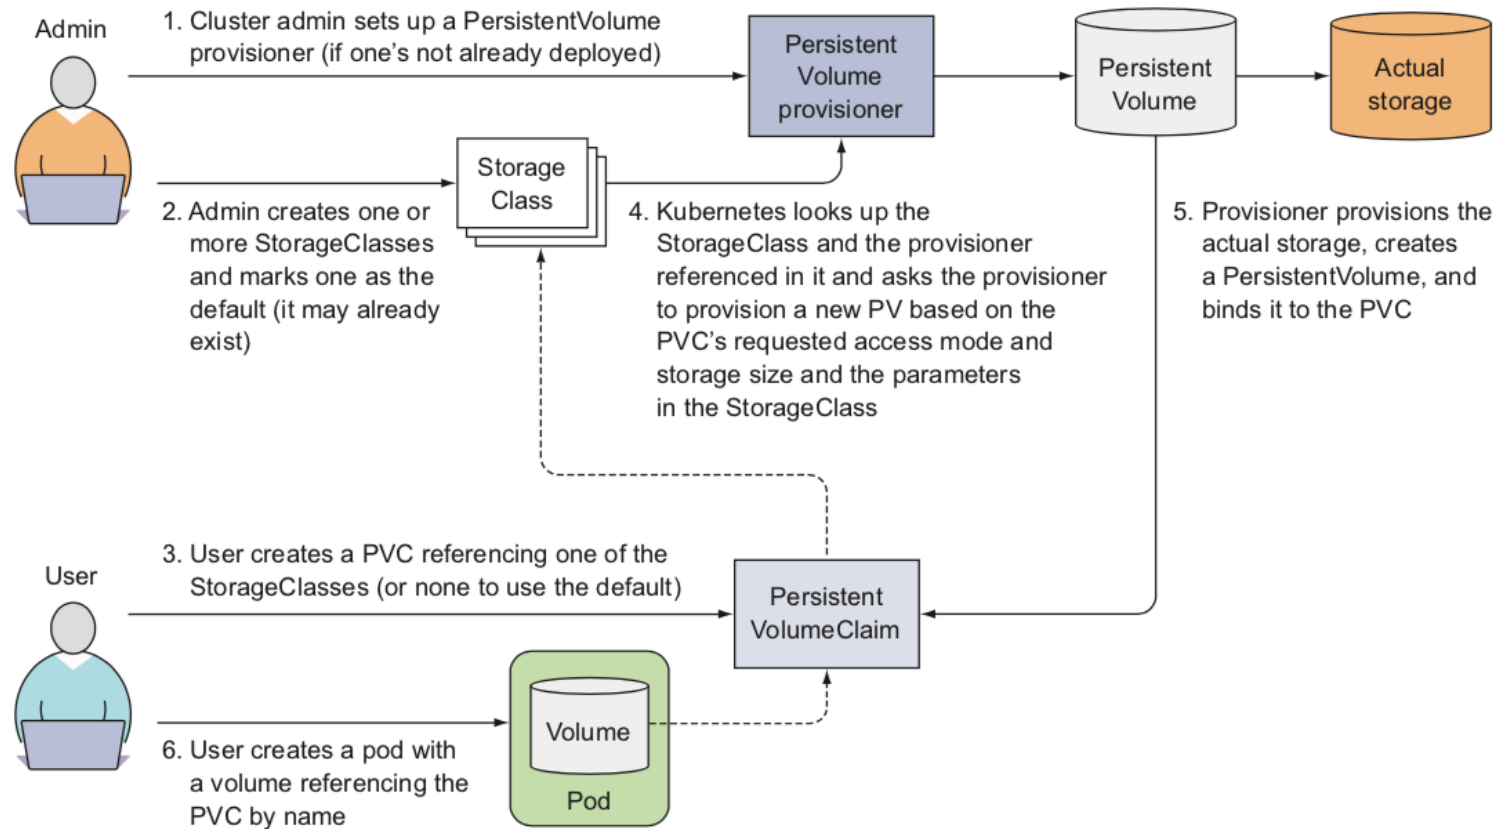 Admin
1. Cluster admin sets up a PersistentVolume
provisioner (if one's not already deployed)
Persistent
Volume
provisioner
Persistent
Volume
Actual
storage
Storage
Class
2. Admin creates one or
more StorageClasses
and marks one as the
default (it may already
exist)
4. Kubernetes looks up the
StorageClass and the provisioner
referenced in it and asks the provisioner
to provision a new PV based on the
PVC's requested access mode and
storage size and the parameters
in the StorageClass
5. Provisioner provisions the
actual storage, creates
a PersistentVolume, and
binds it to the PVC
User
3. User creates a PVC referencing one of the
StorageClasses (or none to use the default)
Persistent
VolumeClaim
6. User creates a pod with
a volume referencing the
PVC by name
Volume
Pod